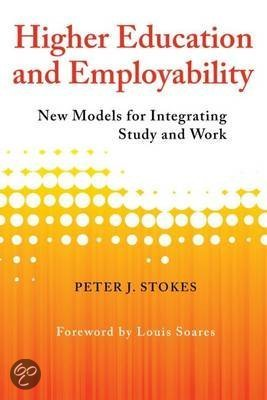 Higher Education
and Employability
New Models for Integrating
Study and Work
PETER J. STOKES
Foreword by Louis Soares